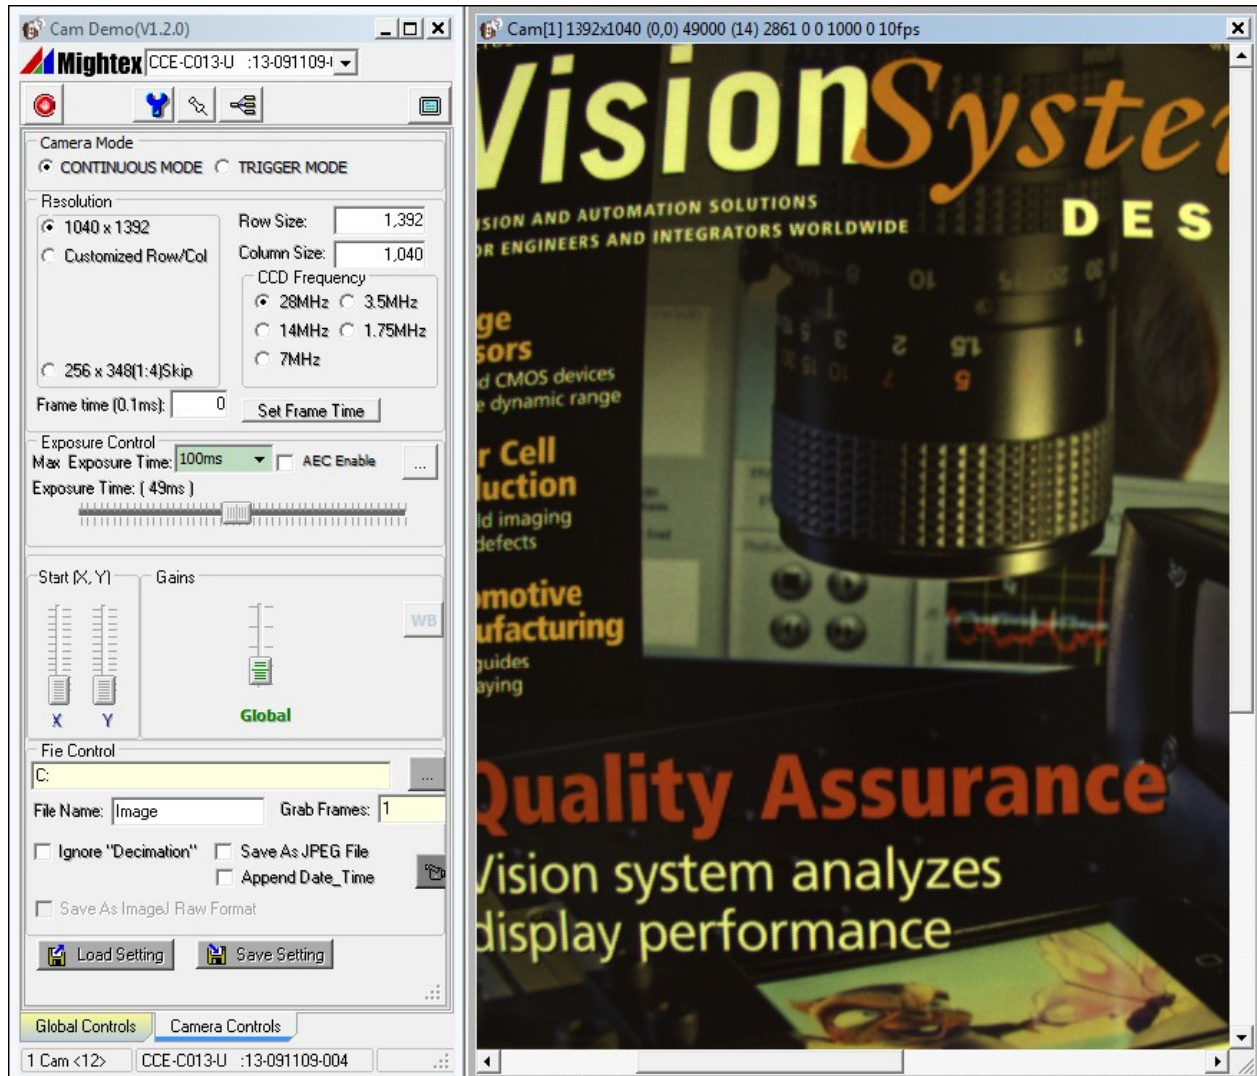 Cam Demo(V1.2.0)
Mightex CCE-C013-U :13-091109-
Camera Mode
CONTINUOUS MODE TRIGGER MODE
Resolution
1040 x 1392
Row Size: 1,392
Customized Row/Col
Column Size: 1,040
CCD Frequency
28MHz 3.5MHz
14MHz 1.75MHz
7MHz
256 x 348(1:4)Skip
Frame time (0.1ms): 0 Set Frame Time
Exposure Control
Max Exposure Time: 100ms AEC Enable ...
Exposure Time: ( 49ms )
Start (X, Y) Gains
WB
X Y Global
File Control
C: ...
File Name: Image Grab Frames: 1
Ignore "Decimation" Save As JPEG File
Append Date_Time
Save As ImageJ Raw Format
Load Setting Save Setting
Global Controls Camera Controls
1 Cam <12> CCE-C013-U :13-091109-004
Cam[1] 1392x1040 (0,0) 49000 (14) 2861 0 0 1000 0 10fps
Vision System
DES
ISION AND AUTOMATION SOLUTIONS
OR ENGINEERS AND INTEGRATORS WORLDWIDE
ge
sors
d CMOS devices
e dynamic range
r Cell
duction
ld imaging
defects
omotive
ufacturing
guides
aying
Quality Assurance
Vision system analyzes
display performance